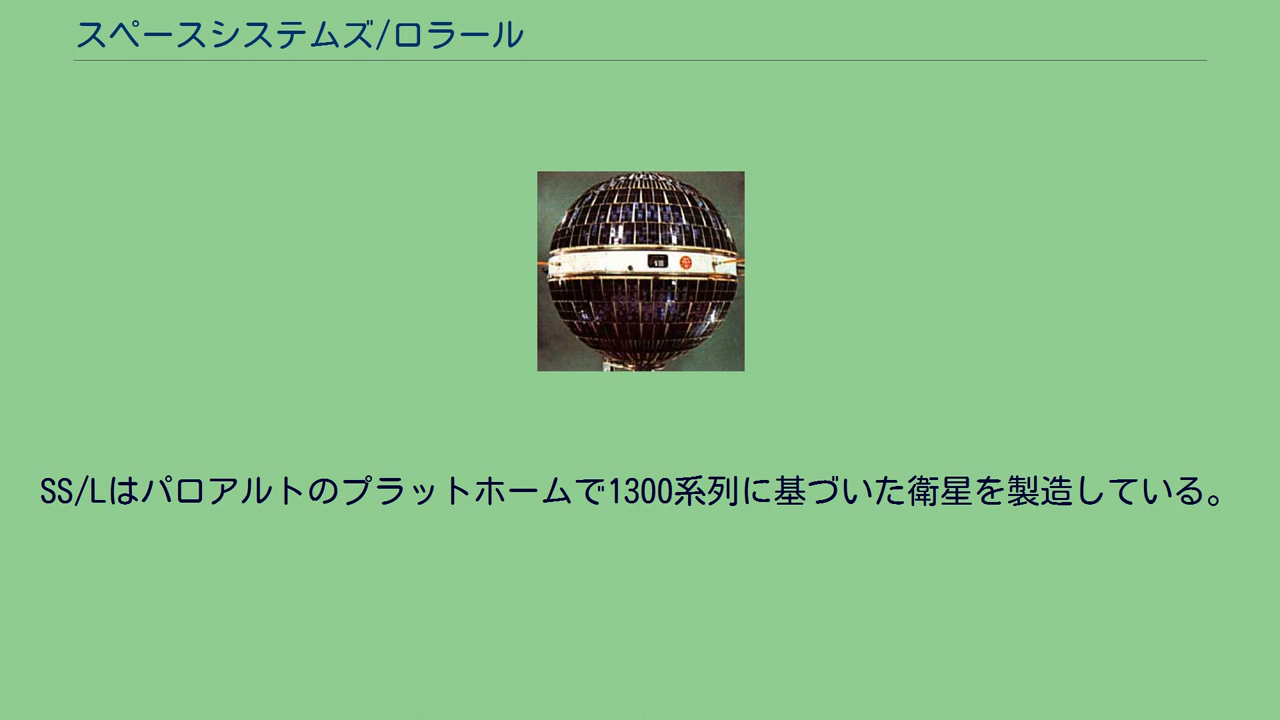 スペースシステムズ/ロラール
SS/Lはパロアルトのプラットホームで1300系列に基づいた衛星を製造している。